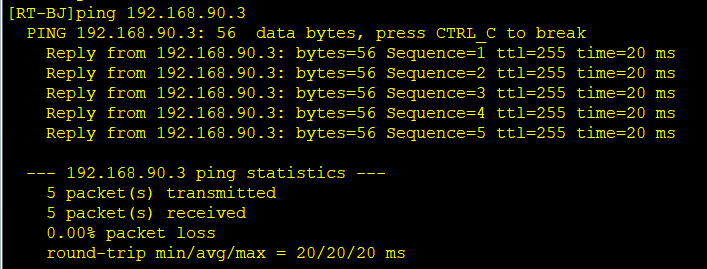 [RT-BJ]ping 192.168.90.3
PING 192.168.90.3: 56  data bytes, press CTRL_C to break
Reply from 192.168.90.3: bytes=56 Sequence=1 ttl=255 time=20 ms
Reply from 192.168.90.3: bytes=56 Sequence=2 ttl=255 time=20 ms
Reply from 192.168.90.3: bytes=56 Sequence=3 ttl=255 time=20 ms
Reply from 192.168.90.3: bytes=56 Sequence=4 ttl=255 time=20 ms
Reply from 192.168.90.3: bytes=56 Sequence=5 ttl=255 time=20 ms
--- 192.168.90.3 ping statistics ---
5 packet(s) transmitted
5 packet(s) received
0.00% packet loss
round-trip min/avg/max = 20/20/20 ms